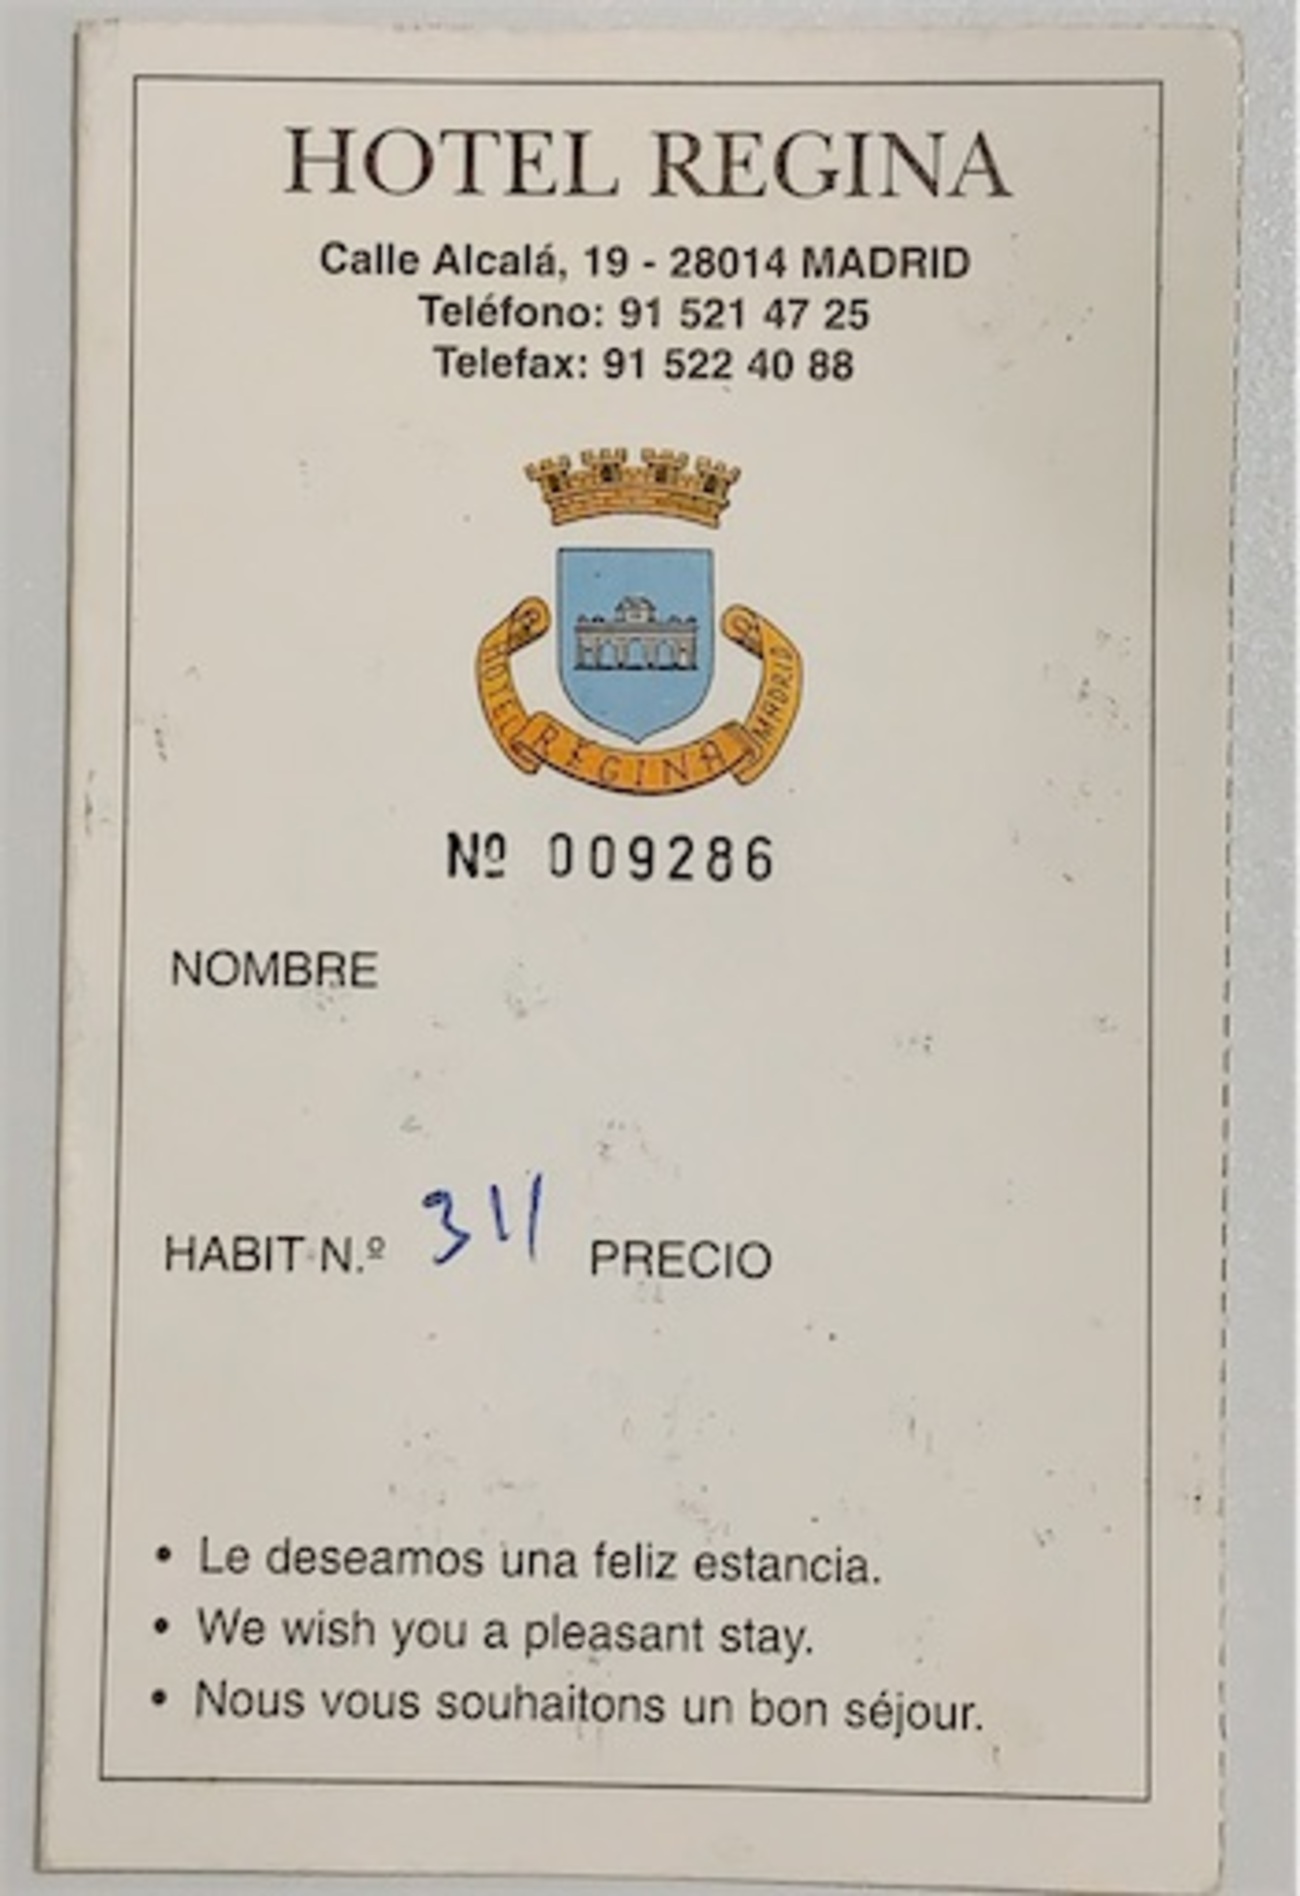 HOTEL REGINA
Calle Alcalá, 19 - 28014 MADRID
Teléfono: 91 521 47 25
Telefax: 91 522 40 88
HOTEL REGINA MADRID
Nº 009286
NOMBRE
HABIT N.º 311 PRECIO
• Le deseamos una feliz estancia.
• We wish you a pleasant stay.
• Nous vous souhaitons un bon séjour.